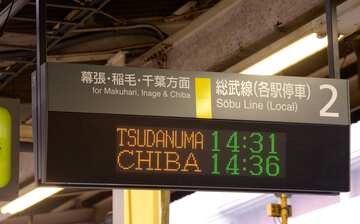 幕張・稲毛・千葉方面
for Makuhari, Inage & Chiba
総武線(各駅停車)
Sōbu Line (Local)
2
TSUDANUMA 14:31
CHIBA 14:36